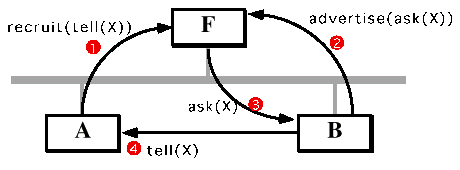 recruit(tell(X))
1
F
advertise(ask(X))
2
ask(X)
3
A
B
4
tell(X)